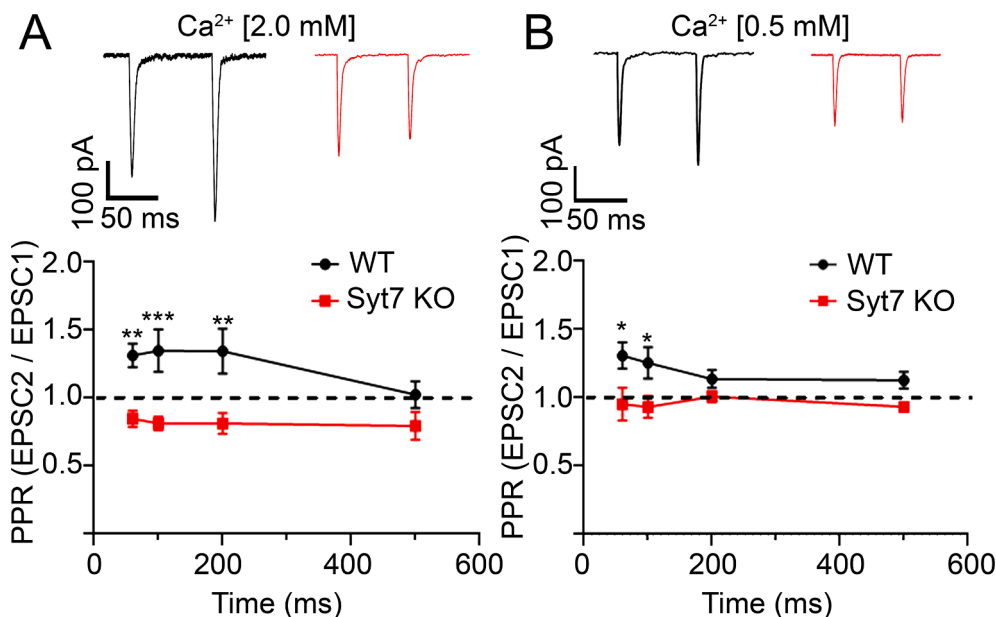 A
Ca²⁺ [2.0 mM]
100 pA
50 ms
PPR (EPSC2 / EPSC1)
2.0
1.5
1.0
0.5
WT
Syt7 KO
**
***
**
0
200
400
600
Time (ms)
B
Ca²⁺ [0.5 mM]
100 pA
50 ms
PPR (EPSC2 / EPSC1)
2.0
1.5
1.0
0.5
WT
Syt7 KO
*
*
0
200
400
600
Time (ms)